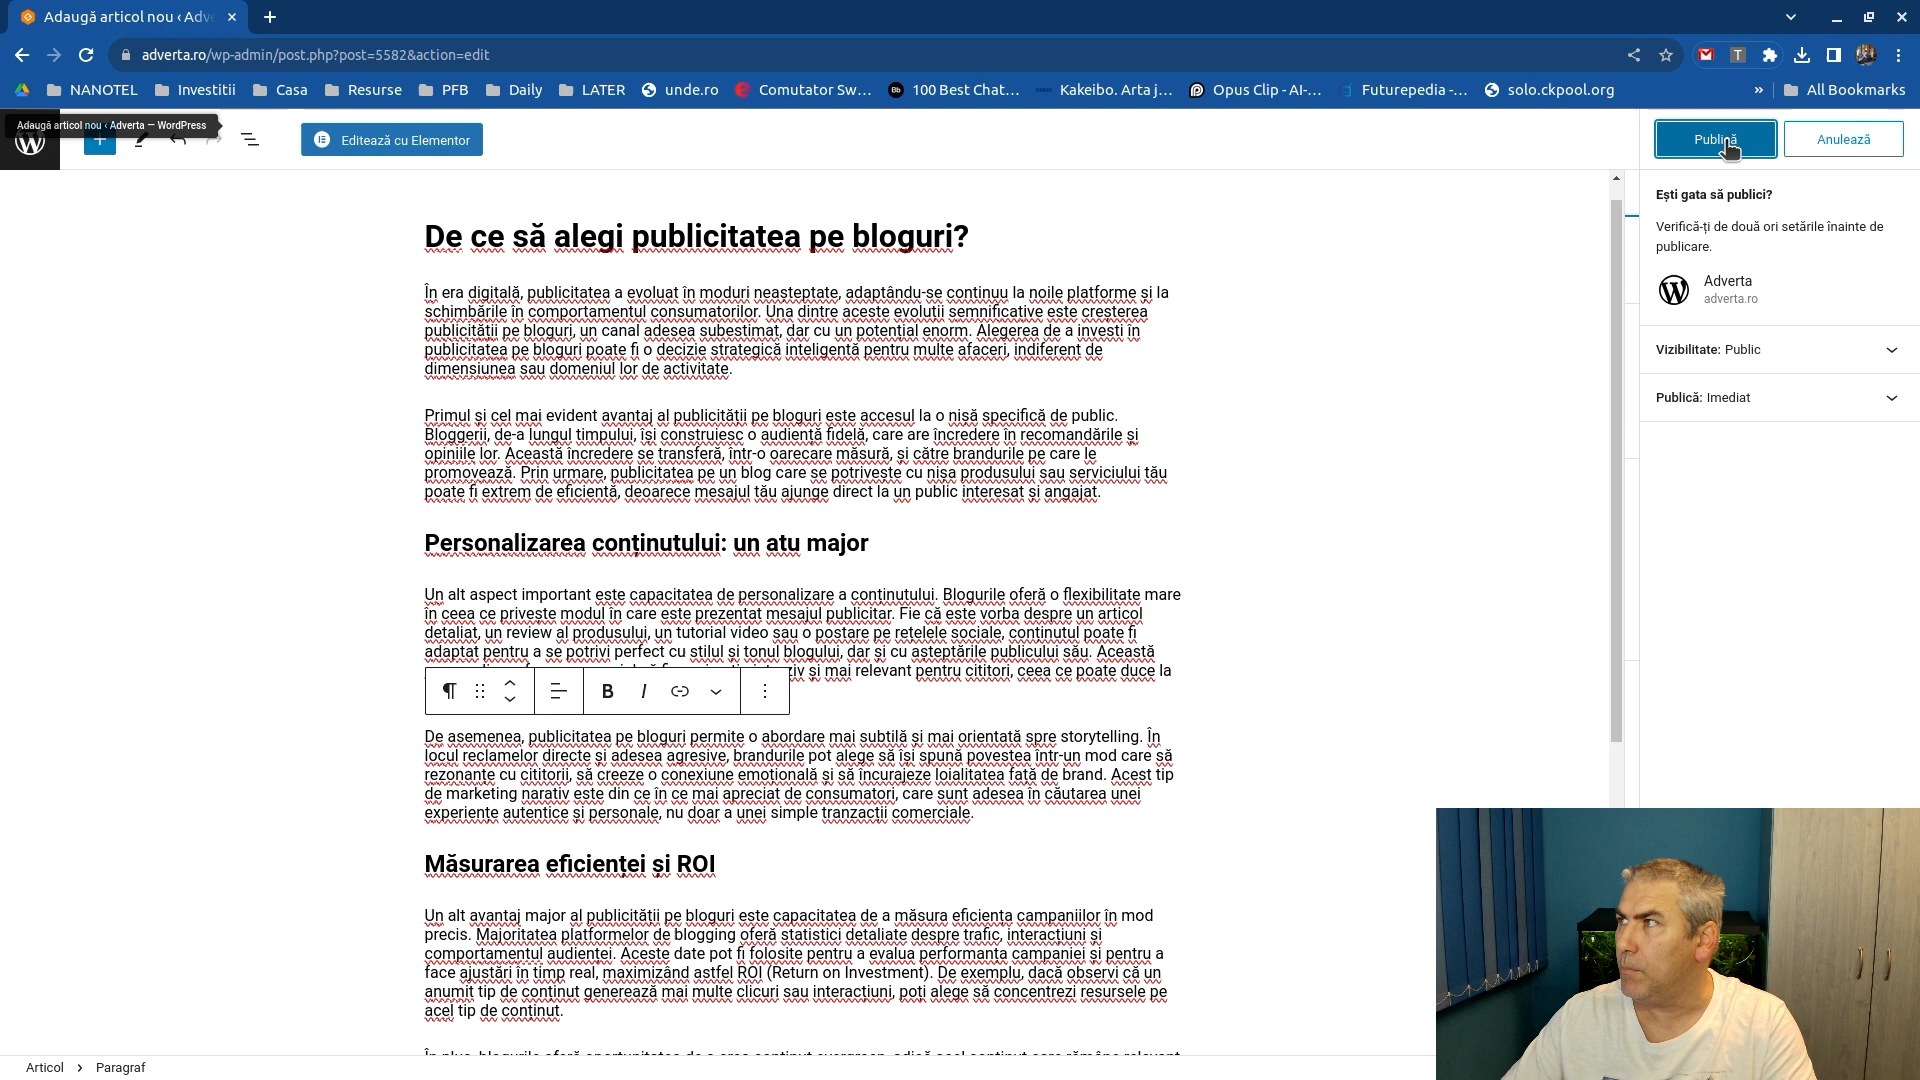 Adaugă articol nou ‹ Adv
adverta.ro/wp-admin/post.php?post=5582&action=edit
NANOTEL
Investitii
Casa
Resurse
PFB
Daily
LATER
unde.ro
Comutator Sw...
100 Best Chat...
Kakeibo. Arta j...
Opus Clip - AI-...
Futurepedia -...
solo.ckpool.org
»
All Bookmarks
Adaugă articol nou ‹ Adverta — WordPress
Editează cu Elementor
Publică
Anulează
De ce să alegi publicitatea pe bloguri?
În era digitală, publicitatea a evoluat în moduri neașteptate, adaptându-se continuu la noile platforme și la
schimbările în comportamentul consumatorilor. Una dintre aceste evoluții semnificative este creșterea
publicității pe bloguri, un canal adesea subestimat, dar cu un potențial enorm. Alegerea de a investi în
publicitatea pe bloguri poate fi o decizie strategică inteligentă pentru multe afaceri, indiferent de
dimensiunea sau domeniul lor de activitate.
Primul și cel mai evident avantaj al publicității pe bloguri este accesul la o nișă specifică de public.
Bloggerii, de-a lungul timpului, își construiesc o audiență fidelă, care are încredere în recomandările și
opiniile lor. Această încredere se transferă, într-o oarecare măsură, și către brandurile pe care le
promovează. Prin urmare, publicitatea pe un blog care se potrivește cu nișa produsului sau serviciului tău
poate fi extrem de eficientă, deoarece mesajul tău ajunge direct la un public interesat și angajat.
Personalizarea conținutului: un atu major
Un alt aspect important este capacitatea de personalizare a conținutului. Blogurile oferă o flexibilitate mare
în ceea ce privește modul în care este prezentat mesajul publicitar. Fie că este vorba despre un articol
detaliat, un review al produsului, un tutorial video sau o postare pe rețelele sociale, conținutul poate fi
adaptat pentru a se potrivi perfect cu stilul și tonul blogului, dar și cu așteptările publicului său. Această
ziv și mai relevant pentru cititori, ceea ce poate duce la
B I
De asemenea, publicitatea pe bloguri permite o abordare mai subtilă și mai orientată spre storytelling. În
locul reclamelor directe și adesea agresive, brandurile pot alege să își spună povestea într-un mod care să
rezonante cu cititorii, să creeze o conexiune emoțională și să încurajeze loialitatea față de brand. Acest tip
de marketing narativ este din ce în ce mai apreciat de consumatori, care sunt adesea în căutarea unei
experiențe autentice și personale, nu doar a unei simple tranzacții comerciale.
Măsurarea eficienței și ROI
Un alt avantaj major al publicității pe bloguri este capacitatea de a măsura eficiența campaniilor în mod
precis. Majoritatea platformelor de blogging oferă statistici detaliate despre trafic, interacțiuni și
comportamentul audienței. Aceste date pot fi folosite pentru a evalua performanța campaniei și pentru a
face ajustări în timp real, maximizând astfel ROI (Return on Investment). De exemplu, dacă observi că un
anumit tip de conținut generează mai multe clicuri sau interacțiuni, poți alege să concentrezi resursele pe
acel tip de conținut.
Ești gata să publici?
Verifică-ți de două ori setările înainte de
publicare.
Adverta
adverta.ro
Vizibilitate: Public
Publică: Imediat
Articol › Paragraf